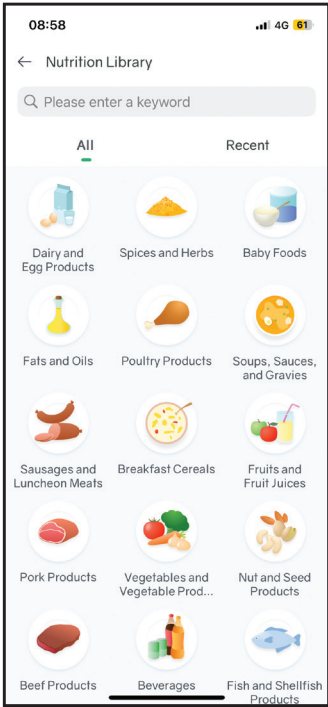 08:58
4G 61
← Nutrition Library
Please enter a keyword
All Recent
Dairy and
Egg Products
Spices and Herbs
Baby Foods
Fats and Oils
Poultry Products
Soups, Sauces,
and Gravies
Sausages and
Luncheon Meats
Breakfast Cereals
Fruits and
Fruit Juices
Pork Products
Vegetables and
Vegetable Prod...
Nut and Seed
Products
Beef Products
Beverages
Fish and Shellfish
Products